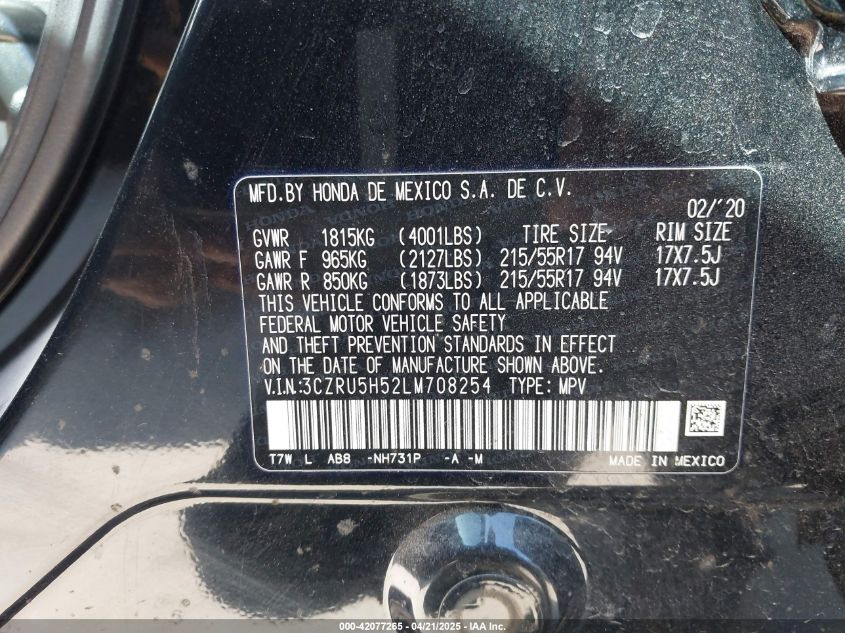 MFD.BY HONDA DE MEXICO S.A. DE C.V.
02/'20
GVWR 1815KG (4001LBS) TIRE SIZE RIM SIZE
GAWR F 965KG (2127LBS) 215/55R17 94V 17X7.5J
GAWR R 850KG (1873LBS) 215/55R17 94V 17X7.5J
THIS VEHICLE CONFORMS TO ALL APPLICABLE
FEDERAL MOTOR VEHICLE SAFETY
AND THEFT PREVENTION STANDARDS IN EFFECT
ON THE DATE OF MANUFACTURE SHOWN ABOVE.
V.I.N.:3CZRU5H52LM708254 TYPE: MPV
T7W L AB8 -NH731P -A -M
MADE IN MEXICO
000-42077265 - 04/21/2025 - IAA Inc.